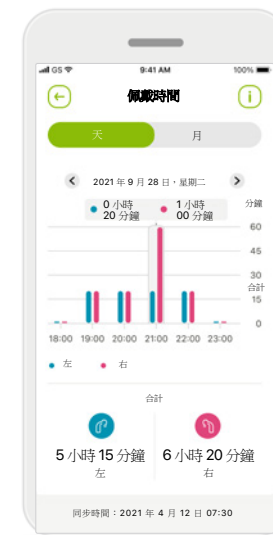 G5 9:41 AM 100%
佩戴時間
天 月
2021 年 9 月 28 日，星期二
0 小時 20 分鐘 1 小時 00 分鐘
分鐘
60
45
30
合計
15
0
18:00 19:00 20:00 21:00 22:00 23:00
左 右
合計
5 小時 15 分鐘 6 小時 20 分鐘
左 右
同步時間：2021 年 4 月 12 日 07:30